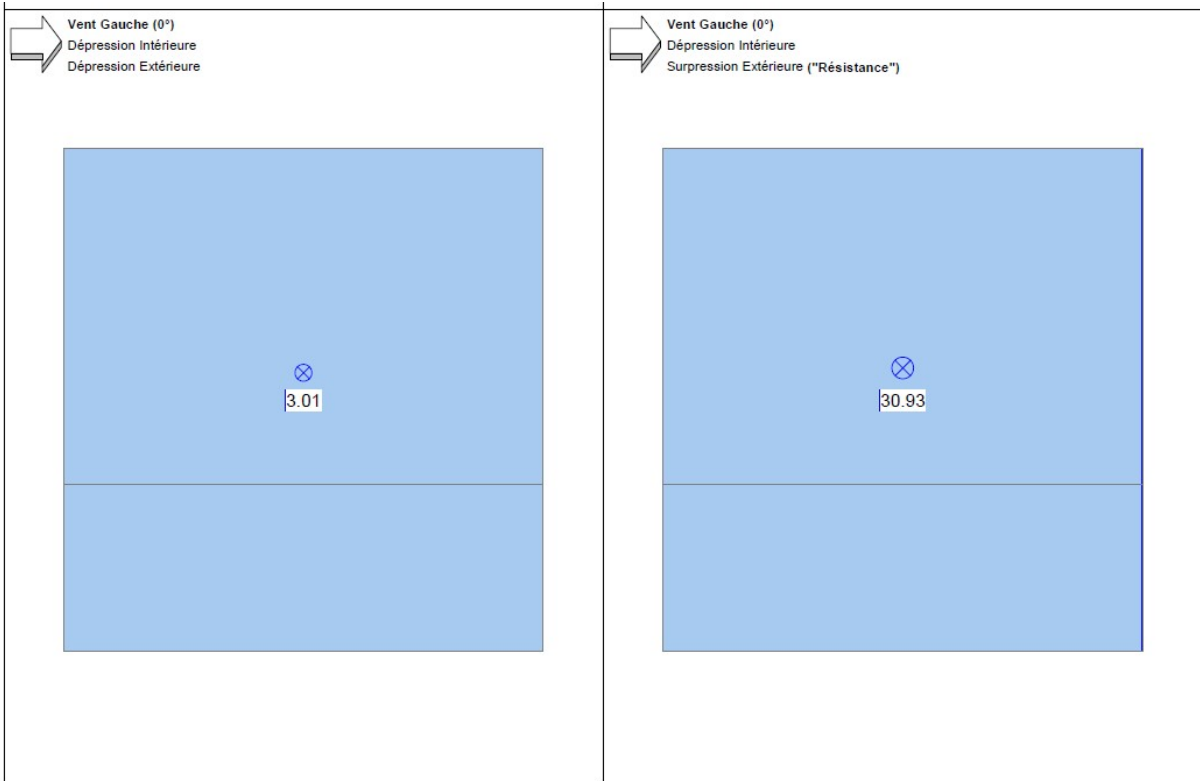 Vent Gauche (0°)
Dépression Intérieure
Dépression Extérieure
3.01
Vent Gauche (0°)
Dépression Intérieure
Surpression Extérieure ("Résistance")
30.93